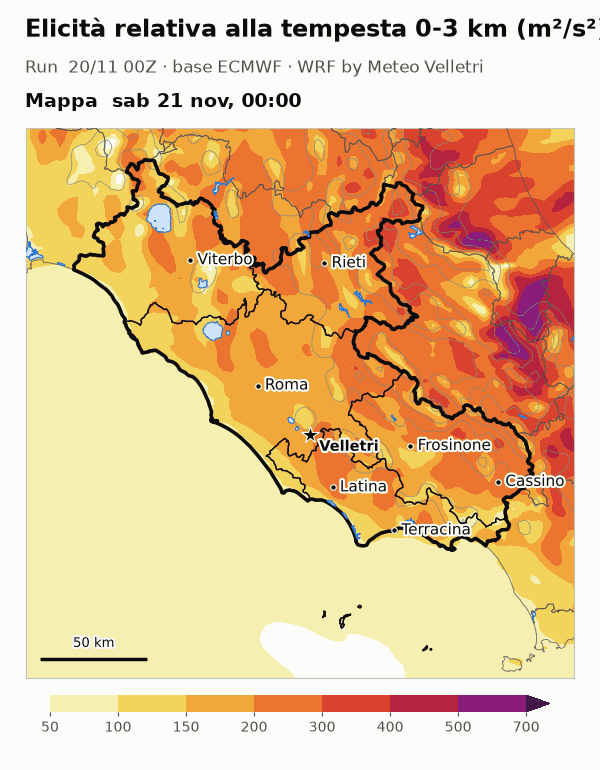 Elicità relativa alla tempesta 0-3 km (m²/s²)
Run  20/11 00Z · base ECMWF · WRF by Meteo Velletri
Mappa  sab 21 nov, 00:00
Viterbo
Rieti
Roma
Velletri
Frosinone
Latina
Cassino
Terracina
50 km
50 100 150 200 300 400 500 700